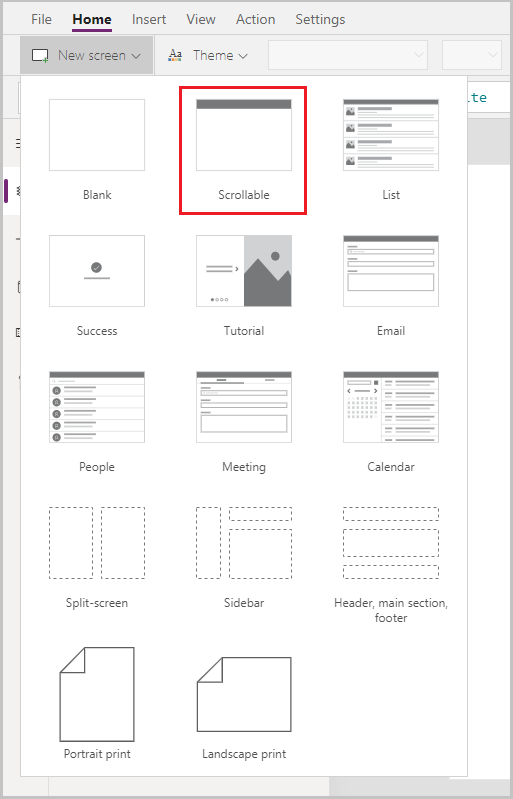 File Home Insert View Action Settings
New screen Theme
Blank Scrollable List
Success Tutorial Email
People Meeting Calendar
Split-screen Sidebar Header, main section,
footer
Portrait print Landscape print